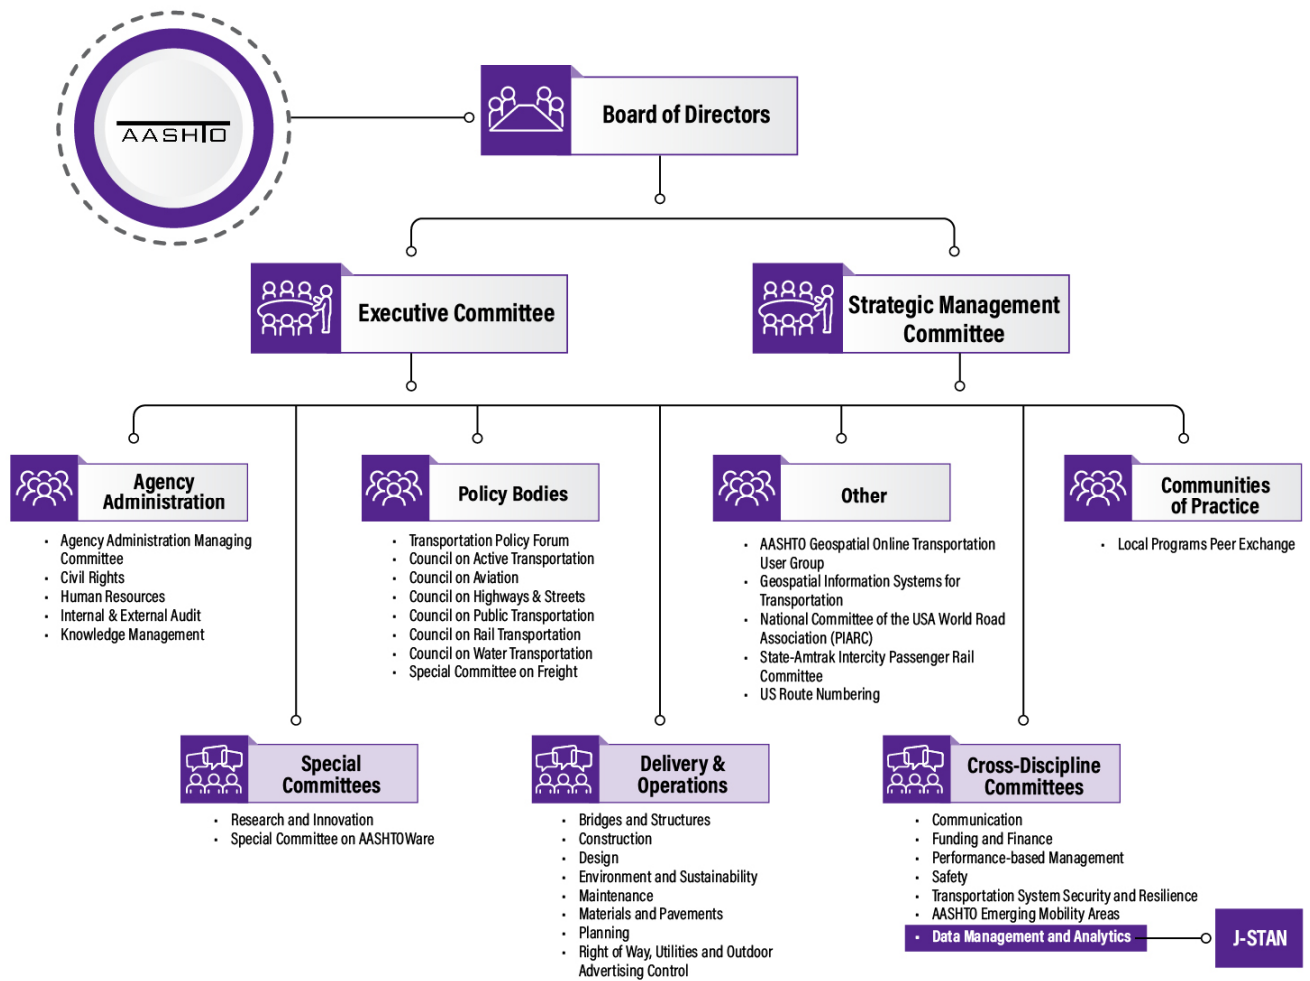 AASHTO
Board of Directors
Executive Committee
Strategic Management
Committee
Agency
Administration
• Agency Administration Managing
Committee
• Civil Rights
• Human Resources
• Internal & External Audit
• Knowledge Management
Policy Bodies
• Transportation Policy Forum
• Council on Active Transportation
• Council on Aviation
• Council on Highways & Streets
• Council on Public Transportation
• Council on Rail Transportation
• Council on Water Transportation
• Special Committee on Freight
Other
• AASHTO Geospatial Online Transportation
User Group
• Geospatial Information Systems for
Transportation
• National Committee of the USA World Road
Association (PIARC)
• State-Amtrak Intercity Passenger Rail
Committee
• US Route Numbering
Communities
of Practice
• Local Programs Peer Exchange
Special
Committees
• Research and Innovation
• Special Committee on AASHTOWare
Delivery &
Operations
• Bridges and Structures
• Construction
• Design
• Environment and Sustainability
• Maintenance
• Materials and Pavements
• Planning
• Right of Way, Utilities and Outdoor
Advertising Control
Cross-Discipline
Committees
• Communication
• Funding and Finance
• Performance-based Management
• Safety
• Transportation System Security and Resilience
• AASHTO Emerging Mobility Areas
• Data Management and Analytics
J-STAN